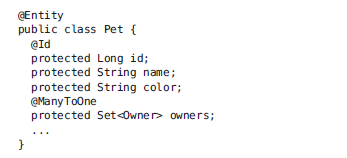 @Entity
public class Pet {
  @Id
  protected Long id;
  protected String name;
  protected String color;
  @ManyToOne
  protected Set<Owner> owners;
  ...
}